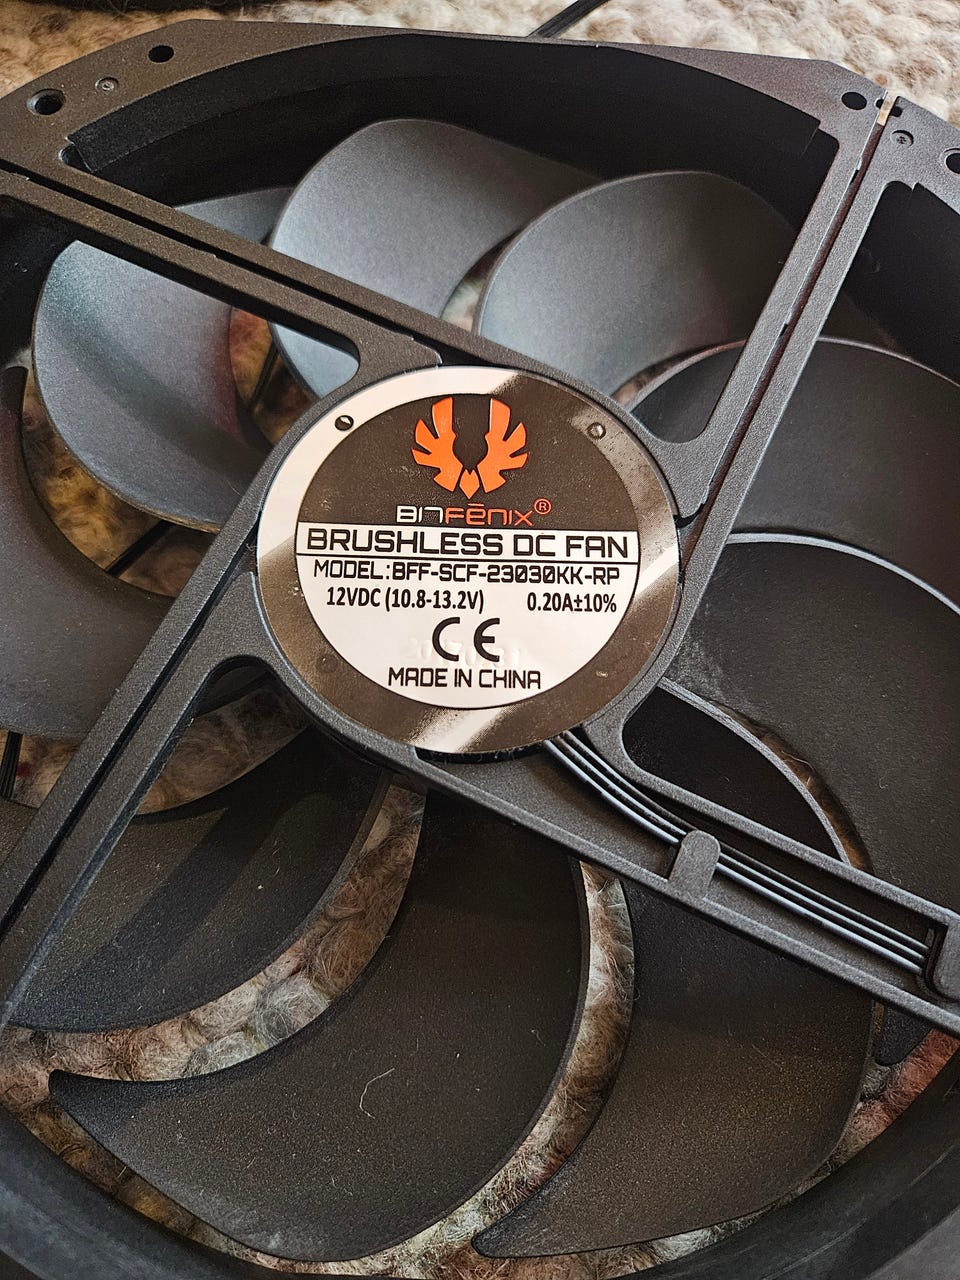 BITFĒNIX®
BRUSHLESS DC FAN
MODEL:BFF-SCF-23030KK-RP
12VDC (10.8-13.2V) 0.20A±10%
CE
MADE IN CHINA